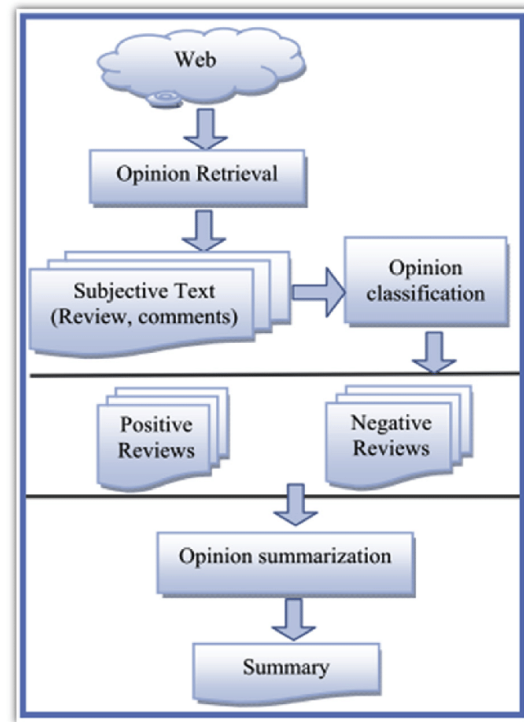 Web
Opinion Retrieval
Subjective Text
(Review, comments)
Opinion
classification
Positive
Reviews
Negative
Reviews
Opinion summarization
Summary